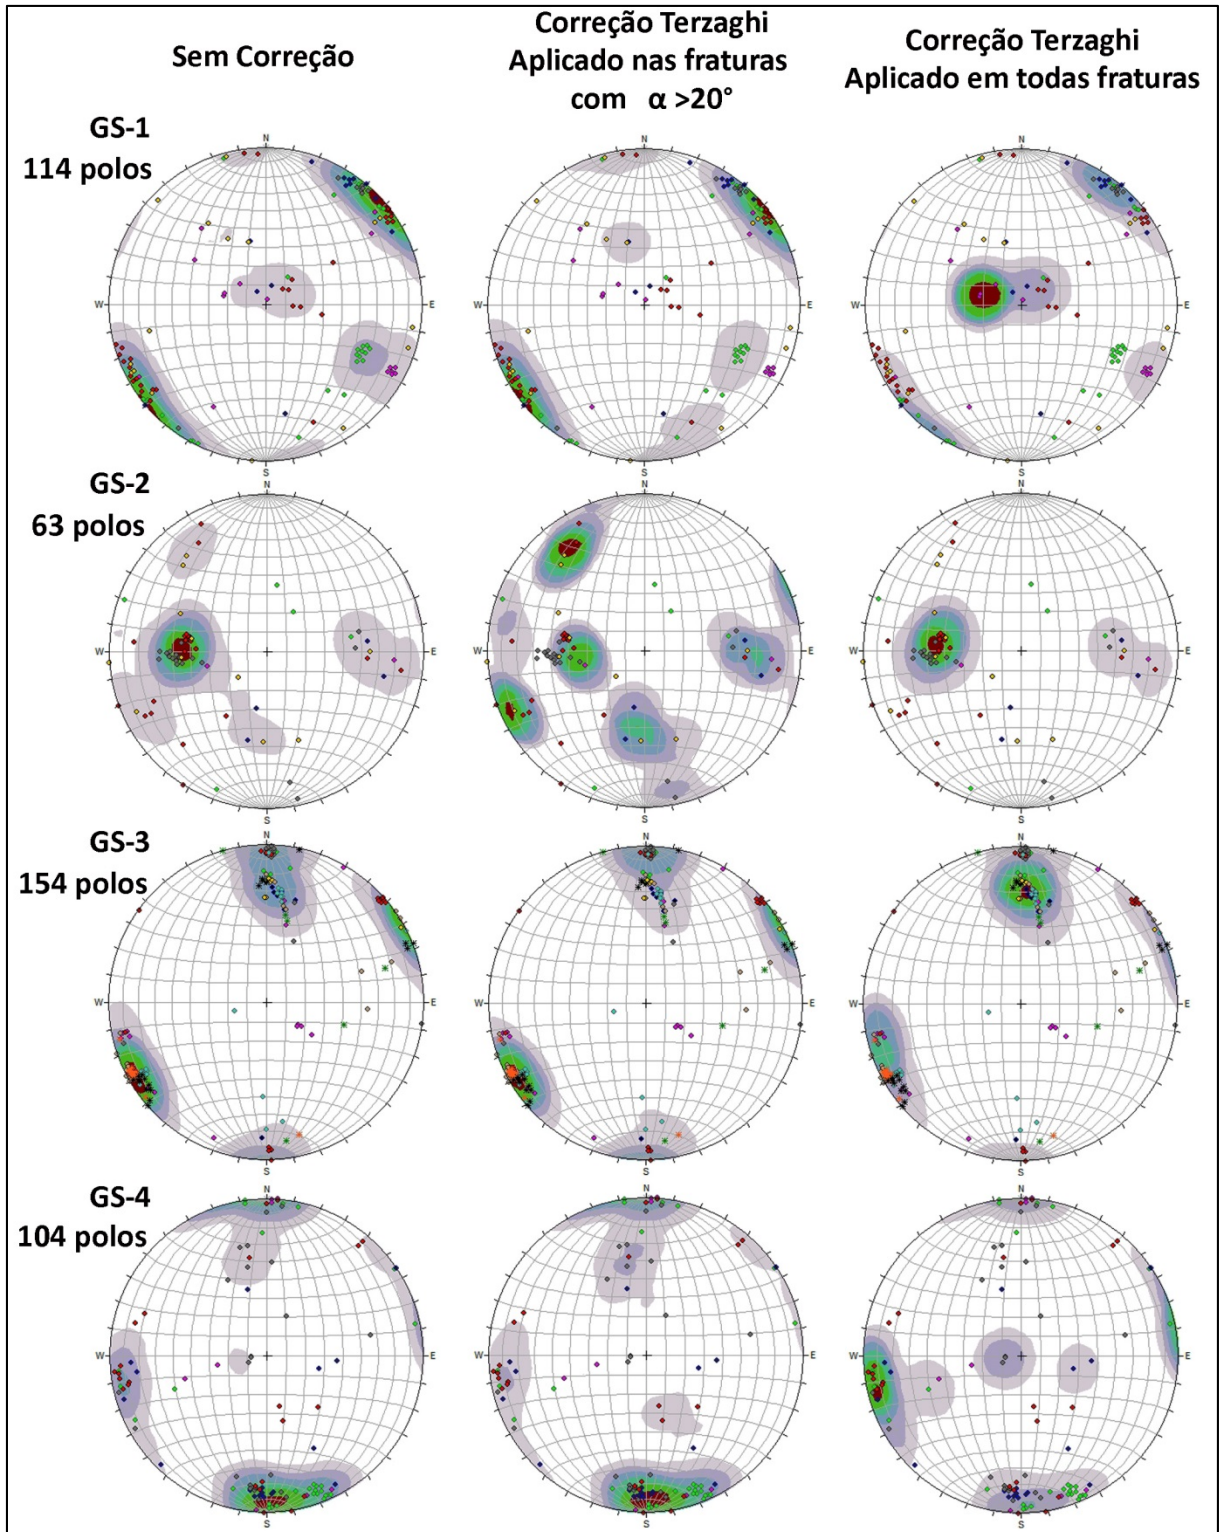 Sem Correção
Correção Terzaghi
Aplicado nas fraturas
com α >20°
Correção Terzaghi
Aplicado em todas fraturas
GS-1
114 polos
N
W
E
S
N
W
E
S
N
W
E
S
GS-2
63 polos
N
W
E
S
N
W
E
S
N
W
E
S
GS-3
154 polos
N
W
E
S
N
W
E
S
N
W
E
S
GS-4
104 polos
N
W
E
S
N
W
E
S
N
W
E
S